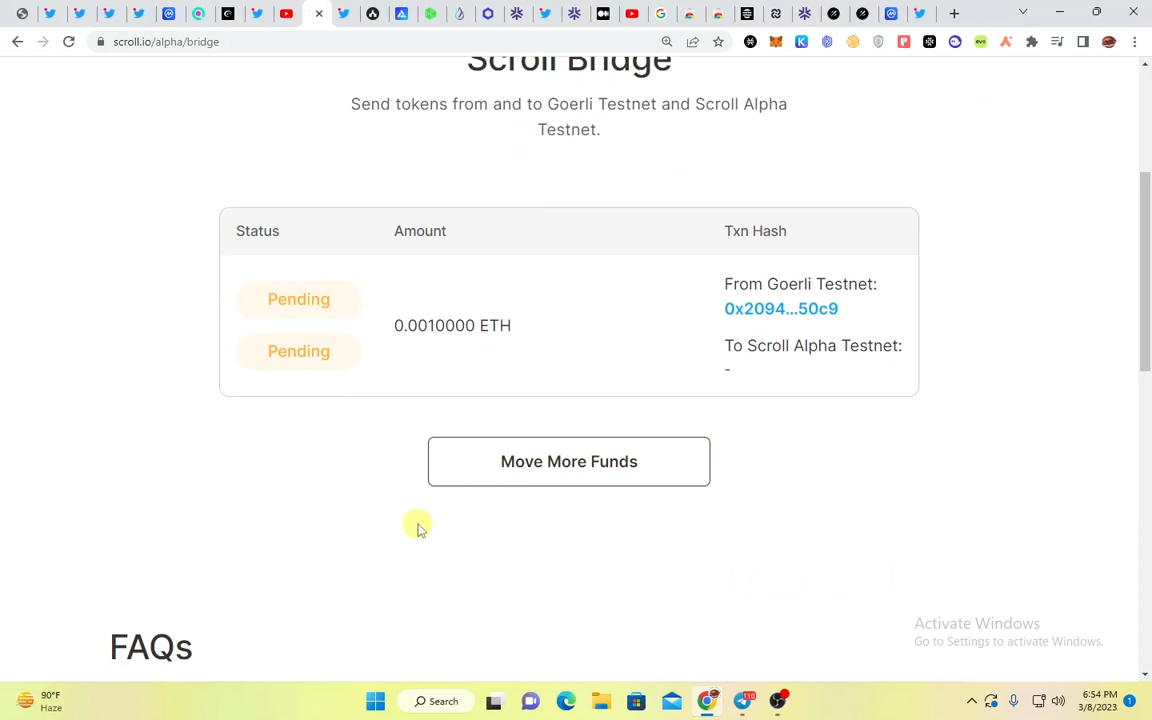 scroll.io/alpha/bridge
Scroll Bridge
Send tokens from and to Goerli Testnet and Scroll Alpha
Testnet.
Status Amount Txn Hash
Pending
Pending
0.0010000 ETH
From Goerli Testnet:
0x2094...50c9
To Scroll Alpha Testnet:
-
Move More Funds
FAQs
Activate Windows
Go to Settings to activate Windows.
90°F
Haze
Search
110
6:54 PM
3/8/2023
1